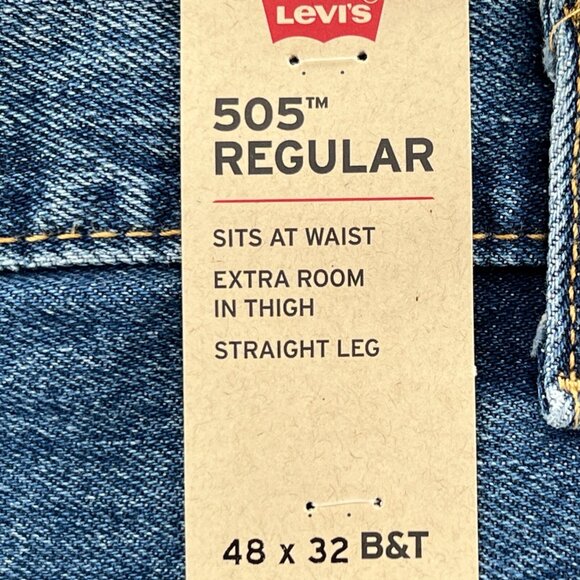 LEVI'S
505™
REGULAR
SITS AT WAIST
EXTRA ROOM
IN THIGH
STRAIGHT LEG
48 x 32 B&T